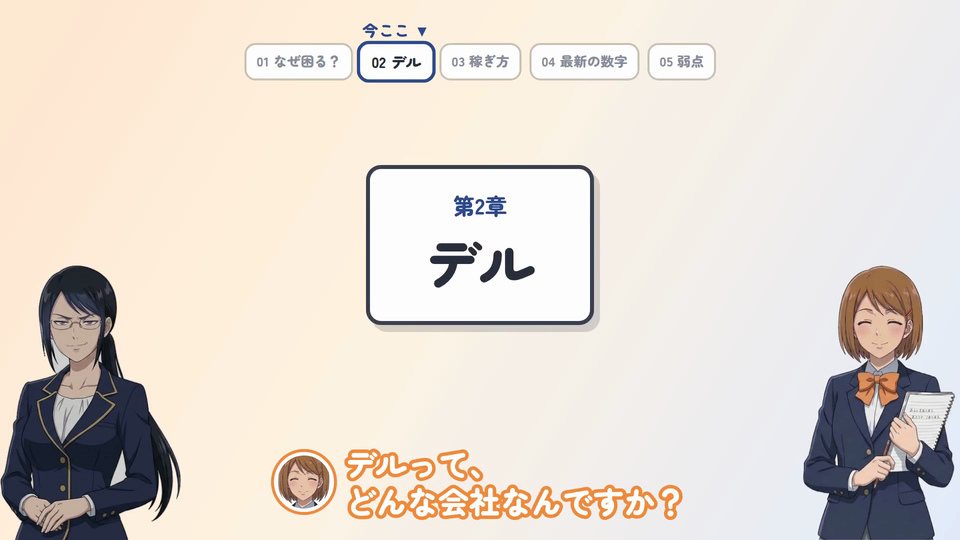 今ここ ▼
01 なぜ困る？
02 デル
03 稼ぎ方
04 最新の数字
05 弱点
第2章
デル
デルって、
どんな会社なんですか？